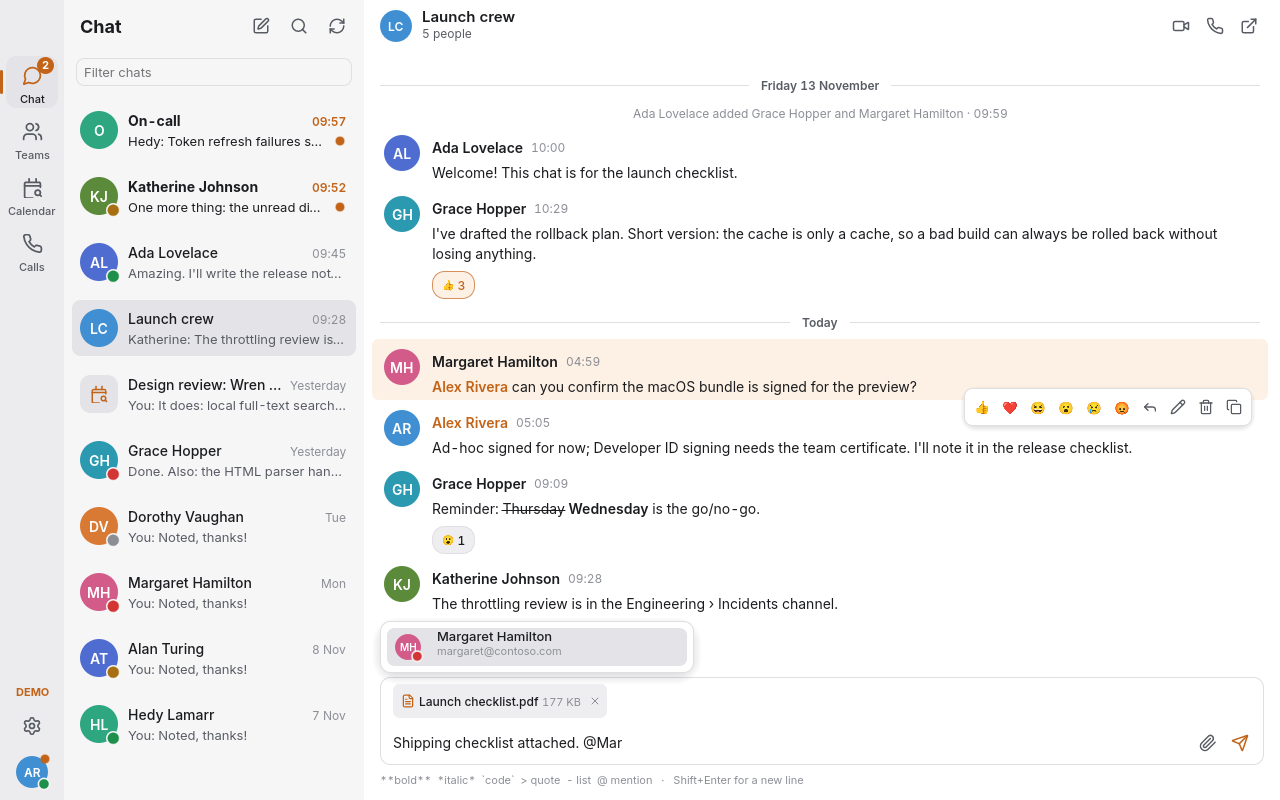 2
Chat
Teams
Calendar
Calls
DEMO
AR
Chat
Filter chats
O
On-call
09:57
Hedy: Token refresh failures s...
KJ
Katherine Johnson
09:52
One more thing: the unread di...
AL
Ada Lovelace
09:45
Amazing. I'll write the release not...
LC
Launch crew
09:28
Katherine: The throttling review is...
Design review: Wren ...
Yesterday
You: It does: local full-text search...
GH
Grace Hopper
Yesterday
Done. Also: the HTML parser han...
DV
Dorothy Vaughan
Tue
You: Noted, thanks!
MH
Margaret Hamilton
Mon
You: Noted, thanks!
AT
Alan Turing
8 Nov
You: Noted, thanks!
HL
Hedy Lamarr
7 Nov
You: Noted, thanks!
LC
Launch crew
5 people
Friday 13 November
Ada Lovelace added Grace Hopper and Margaret Hamilton · 09:59
AL
Ada Lovelace 10:00
Welcome! This chat is for the launch checklist.
GH
Grace Hopper 10:29
I've drafted the rollback plan. Short version: the cache is only a cache, so a bad build can always be rolled back without
losing anything.
👍 3
Today
MH
Margaret Hamilton 04:59
Alex Rivera can you confirm the macOS bundle is signed for the preview?
👍 ❤️ 😆 😮 😢 😡
AR
Alex Rivera 05:05
Ad-hoc signed for now; Developer ID signing needs the team certificate. I'll note it in the release checklist.
GH
Grace Hopper 09:09
Reminder: Thursday Wednesday is the go/no-go.
😮 1
KJ
Katherine Johnson 09:28
The throttling review is in the Engineering › Incidents channel.
MH
Margaret Hamilton
margaret@contoso.com
Launch checklist.pdf 177 KB
Shipping checklist attached. @Mar
**bold** *italic* `code` > quote - list @ mention · Shift+Enter for a new line